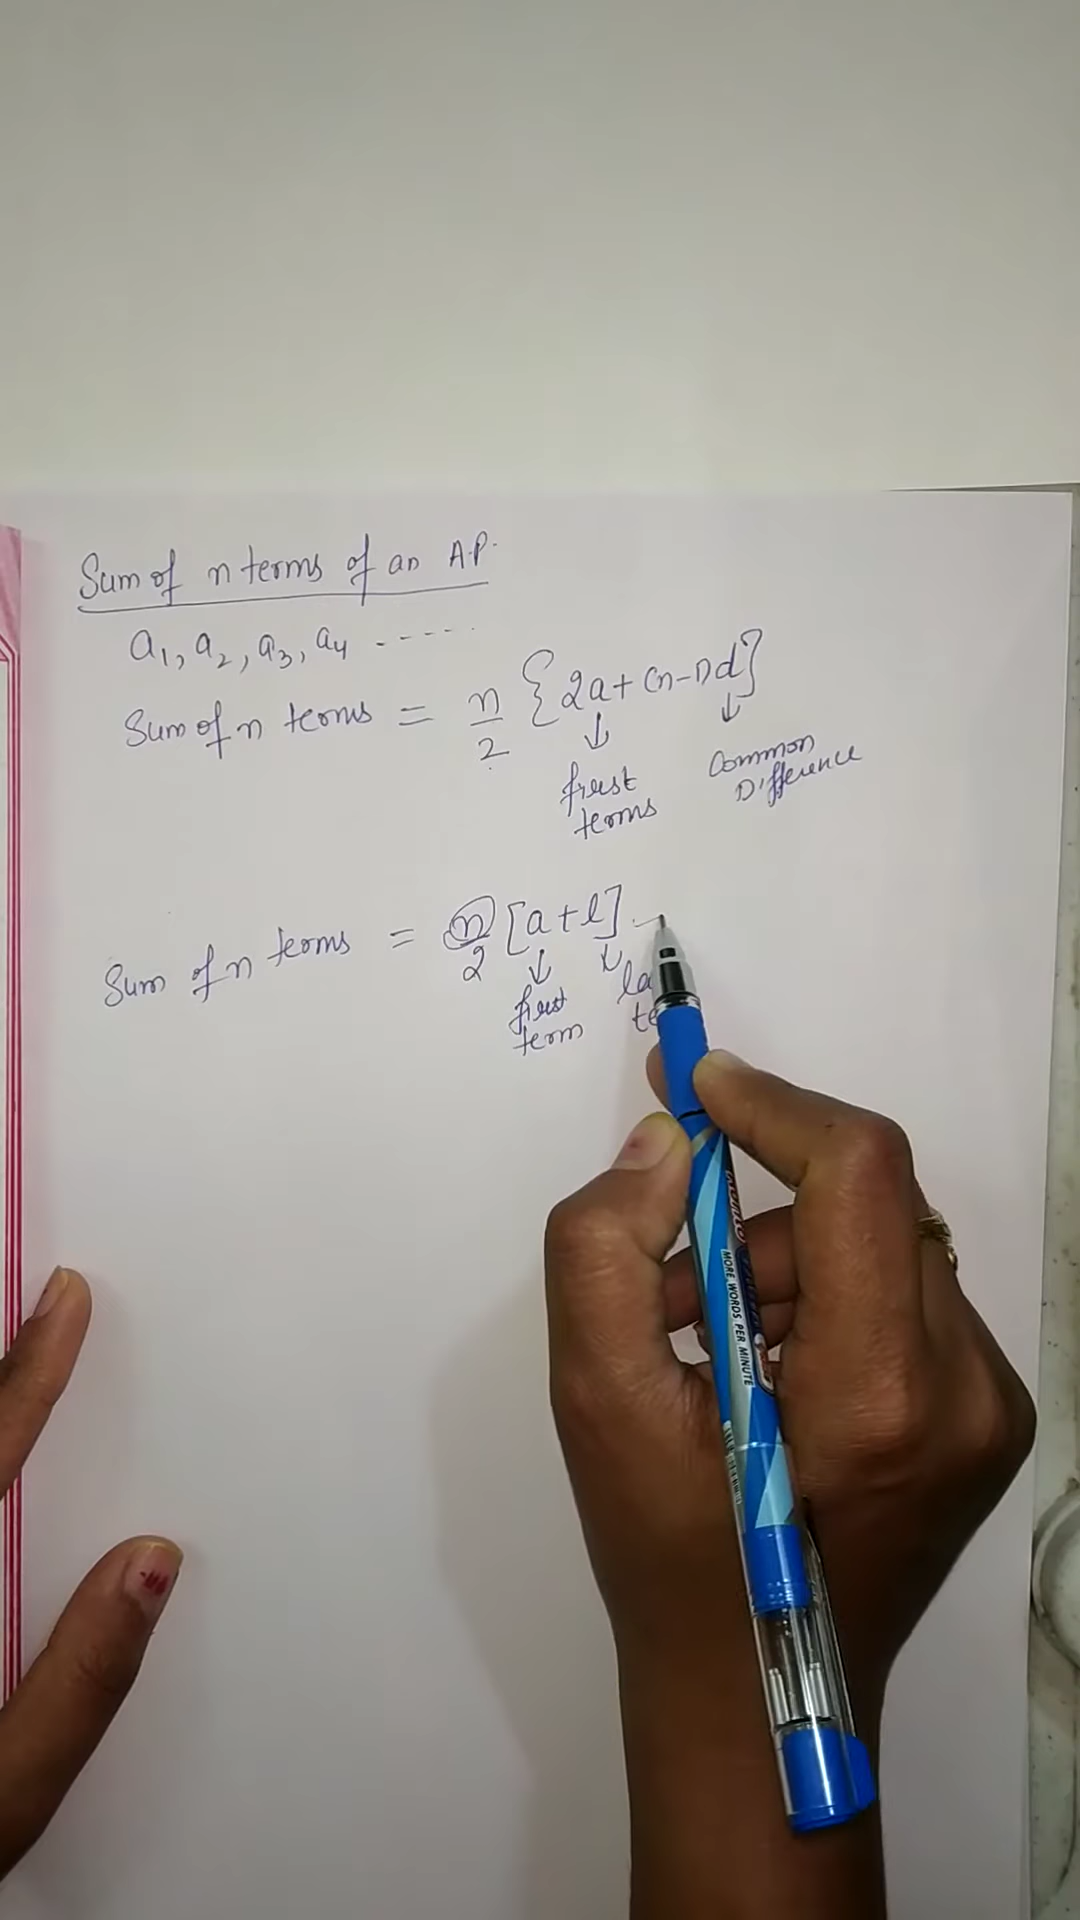 Sum of n terms of an A.P.
a1, a2, a3, a4 -----
Sum of n terms = n/2 {2a + (n-1)d}
first terms
Common Difference
Sum of n terms = n/2 [a + l]
first term
MORE WORDS PER MINUTE